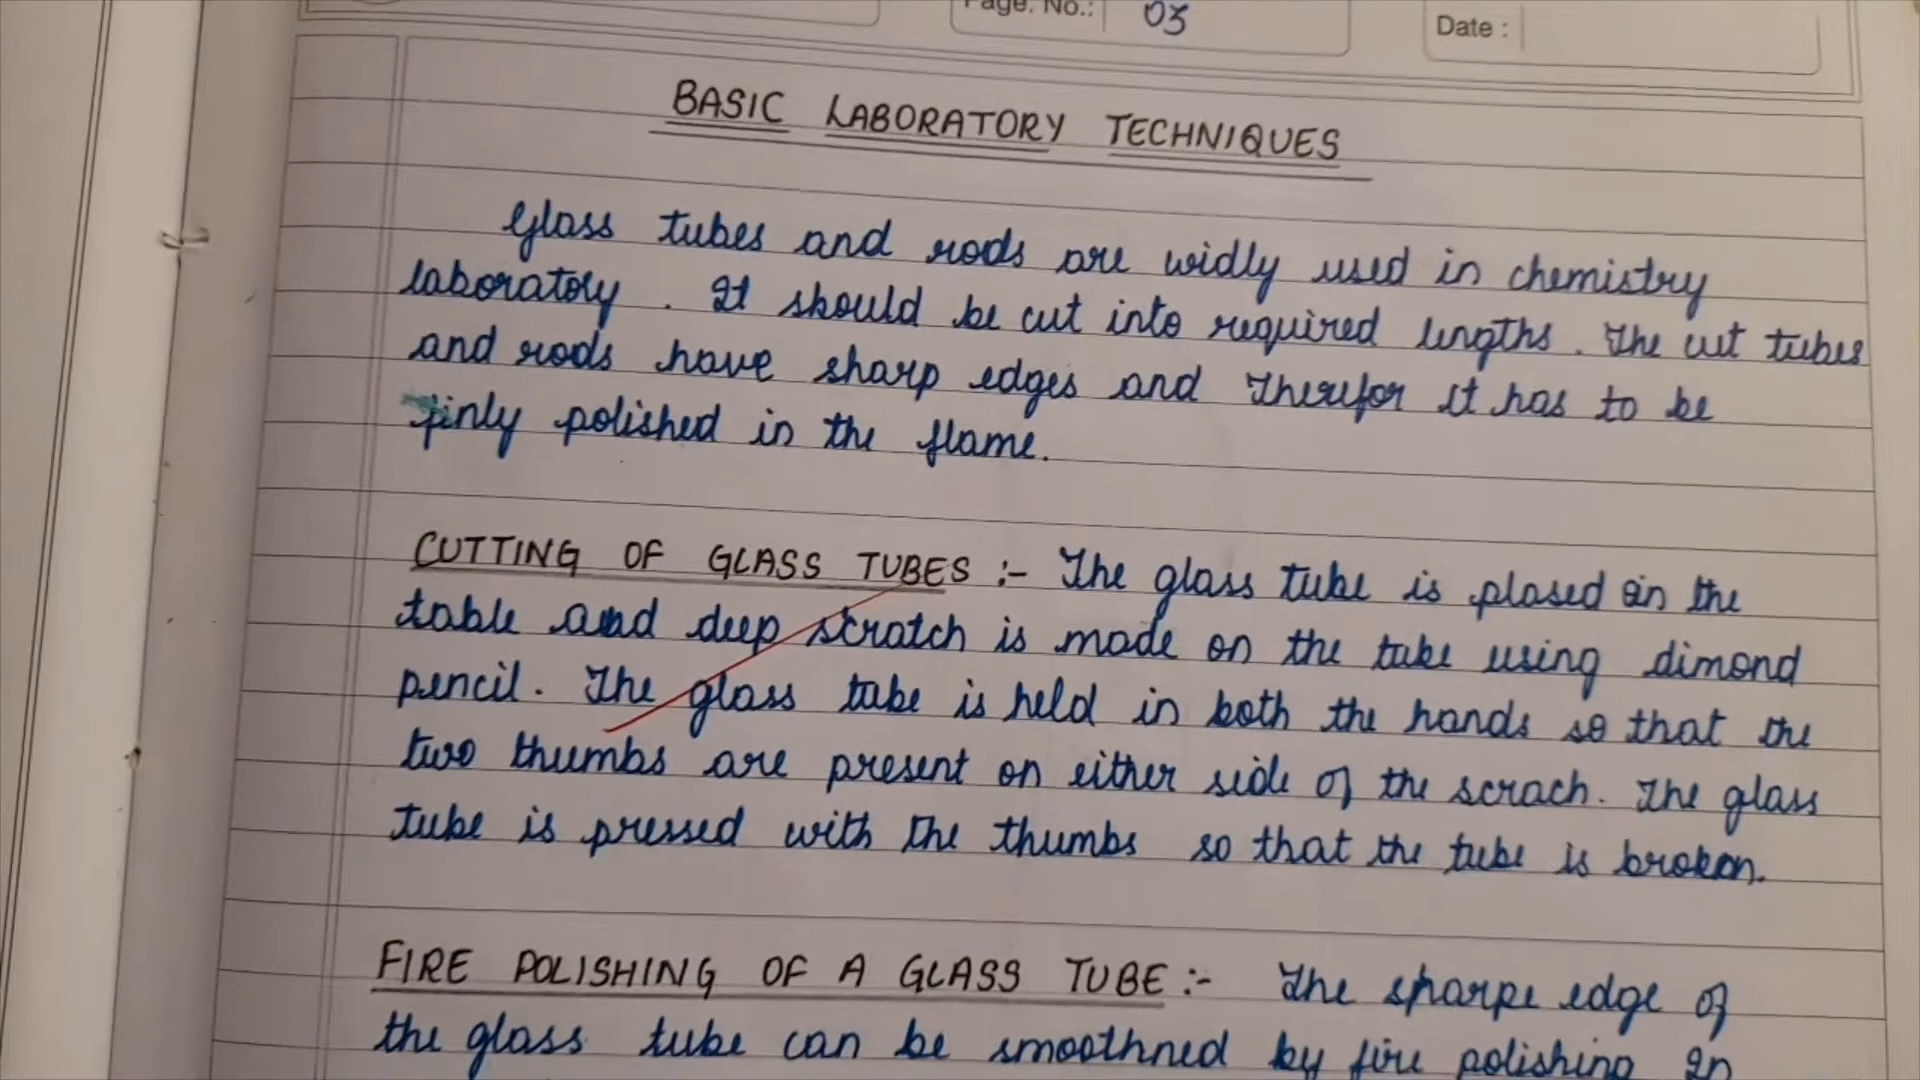 Page. No.: 03
Date :
BASIC LABORATORY TECHNIQUES
Glass tubes and rods are widly used in chemistry
laboratory. It should be cut into required lengths. The cut tubes
and rods have sharp edges and therefor it has to be
finly polished in the flame.
CUTTING OF GLASS TUBES :- The glass tube is plased in the
table and deep scratch is made on the tube using dimond
pencil. The glass tube is held in both the hands so that the
two thumbs are present on either side of the scrach. The glass
tube is pressed with the thumbs so that the tube is broken.
FIRE POLISHING OF A GLASS TUBE :- The sharpe edge of
the glass tube can be smoothned by fire polishing. In